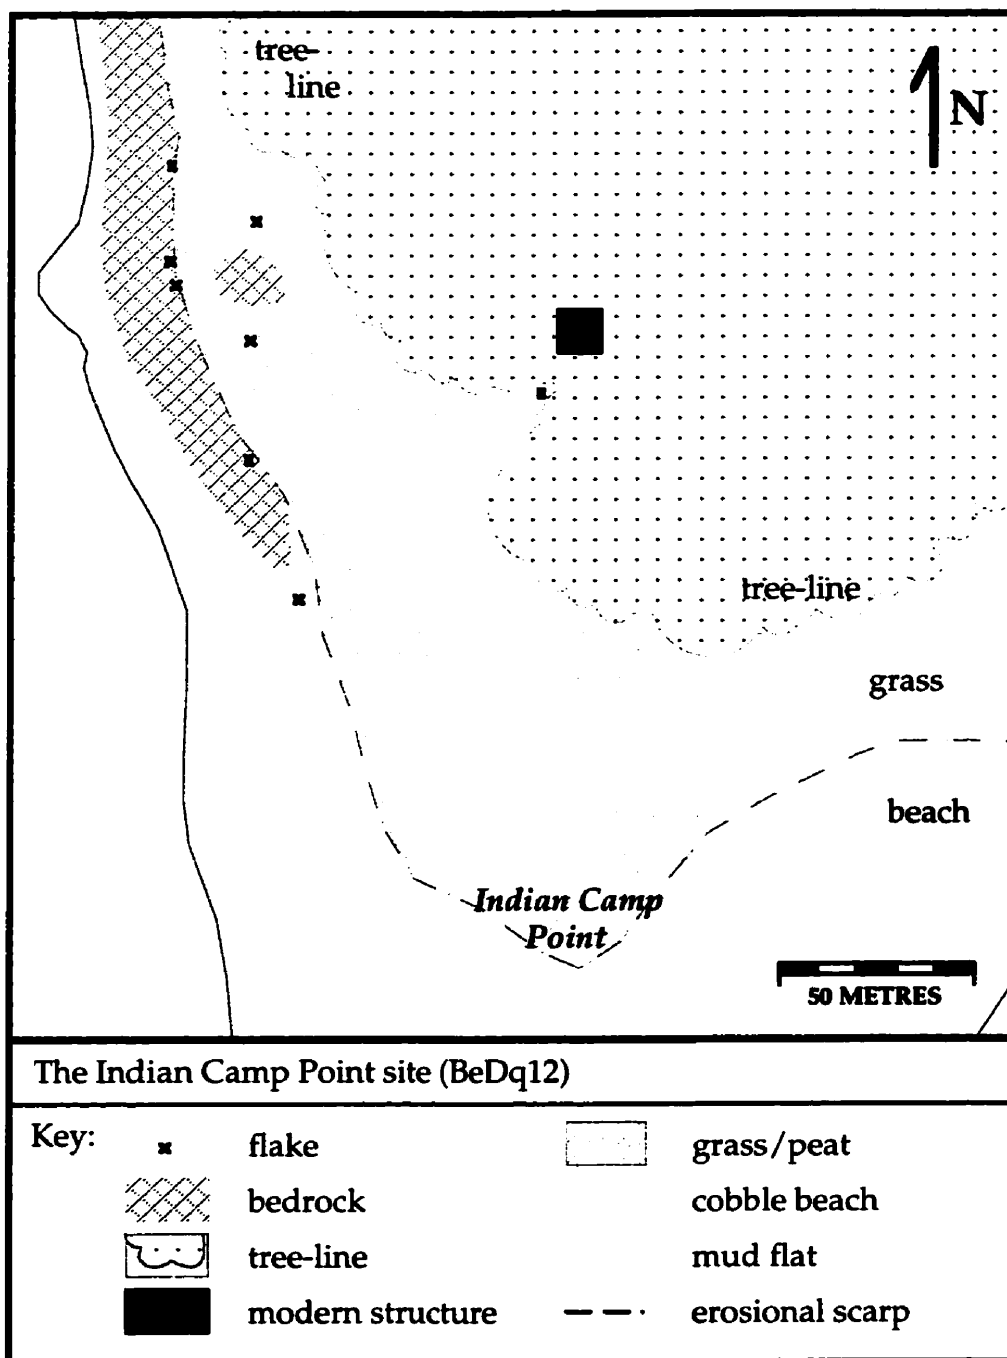 tree-
line
N
tree-line
grass
beach
Indian Camp
Point
50 METRES
The Indian Camp Point site (BeDq12)
Key:
flake
grass/peat
bedrock
cobble beach
tree-line
mud flat
modern structure
erosional scarp